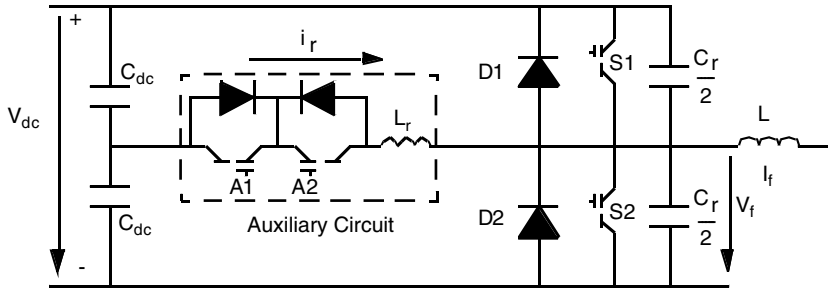 +
i r
C dc
D1
S1
C r
2
V dc
L r
L
A1
A2
I f
C dc
D2
S2
C r
2
V f
Auxiliary Circuit
-